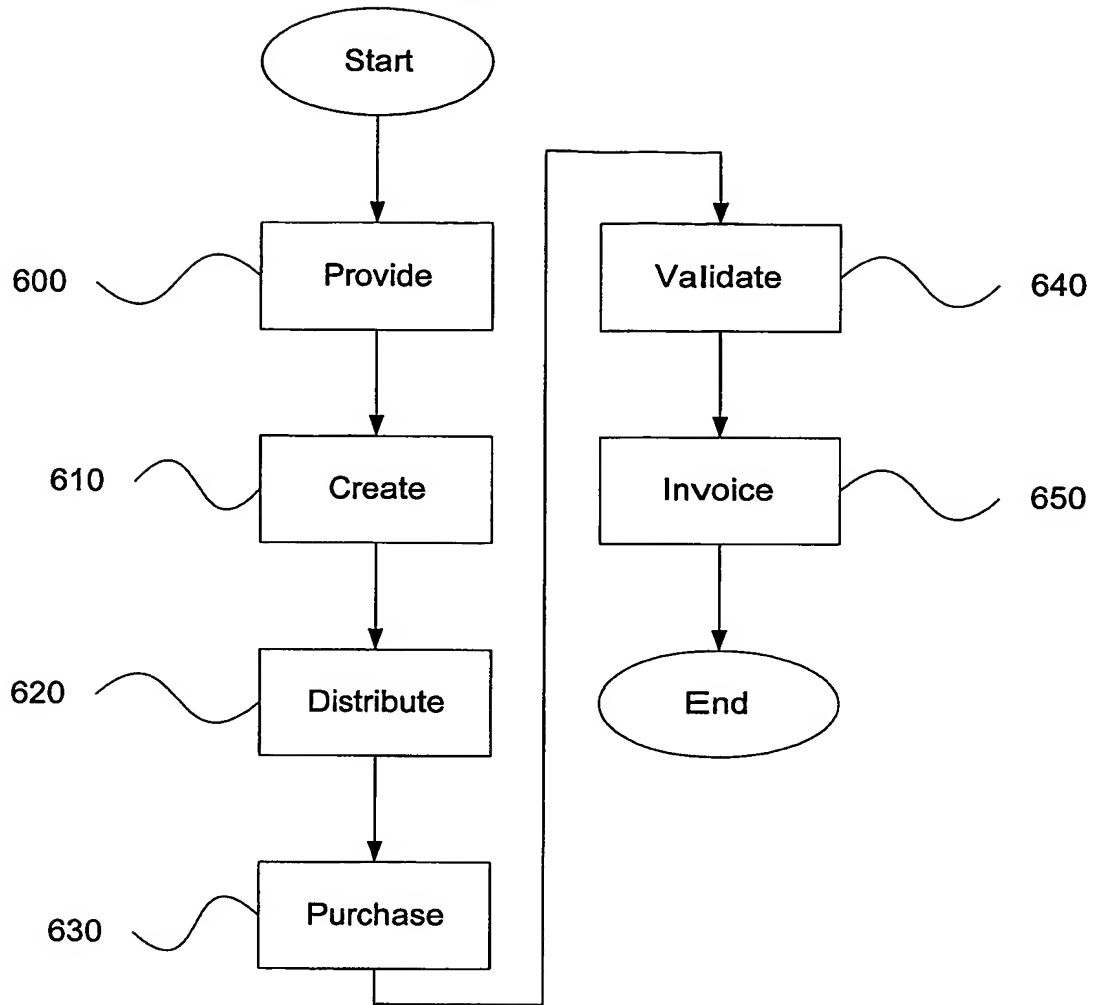 Start
600
Provide
610
Create
620
Distribute
630
Purchase
Validate
640
Invoice
650
End